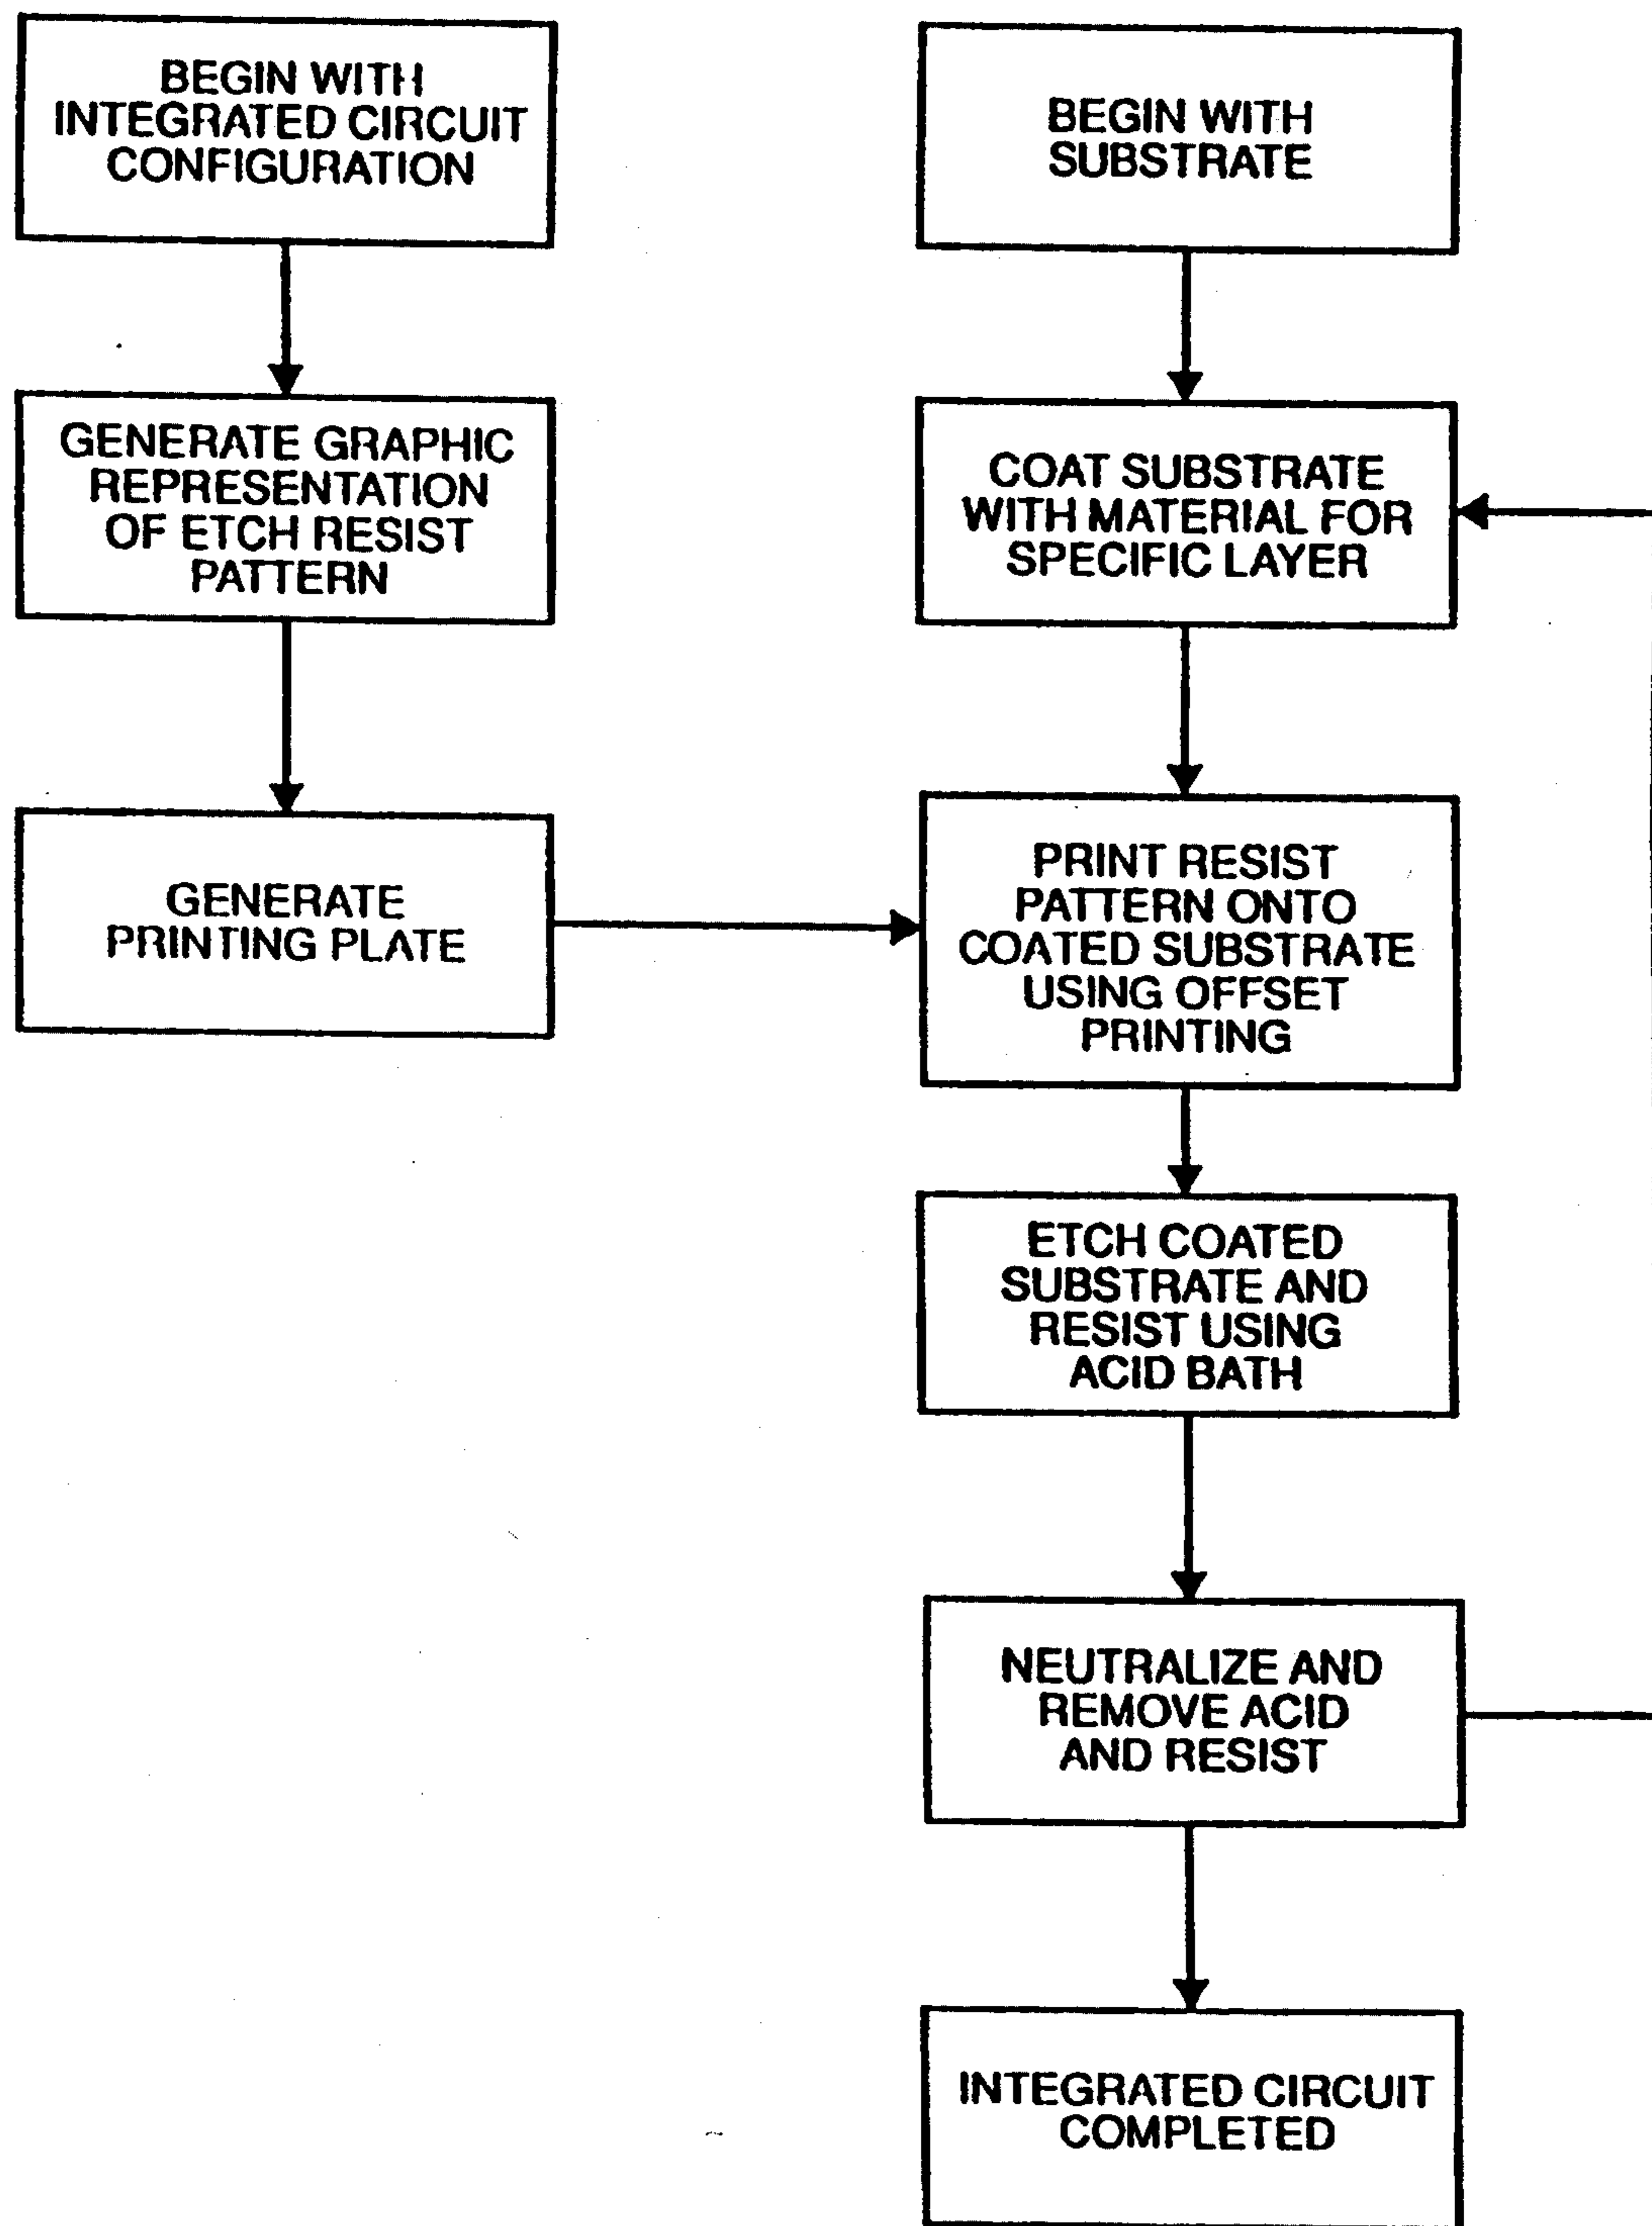 BEGIN WITH
INTEGRATED CIRCUIT
CONFIGURATION
GENERATE GRAPHIC
REPRESENTATION
OF ETCH RESIST
PATTERN
GENERATE
PRINTING PLATE
BEGIN WITH
SUBSTRATE
COAT SUBSTRATE
WITH MATERIAL FOR
SPECIFIC LAYER
PRINT RESIST
PATTERN ONTO
COATED SUBSTRATE
USING OFFSET
PRINTING
ETCH COATED
SUBSTRATE AND
RESIST USING
ACID BATH
NEUTRALIZE AND
REMOVE ACID
AND RESIST
INTEGRATED CIRCUIT
COMPLETED